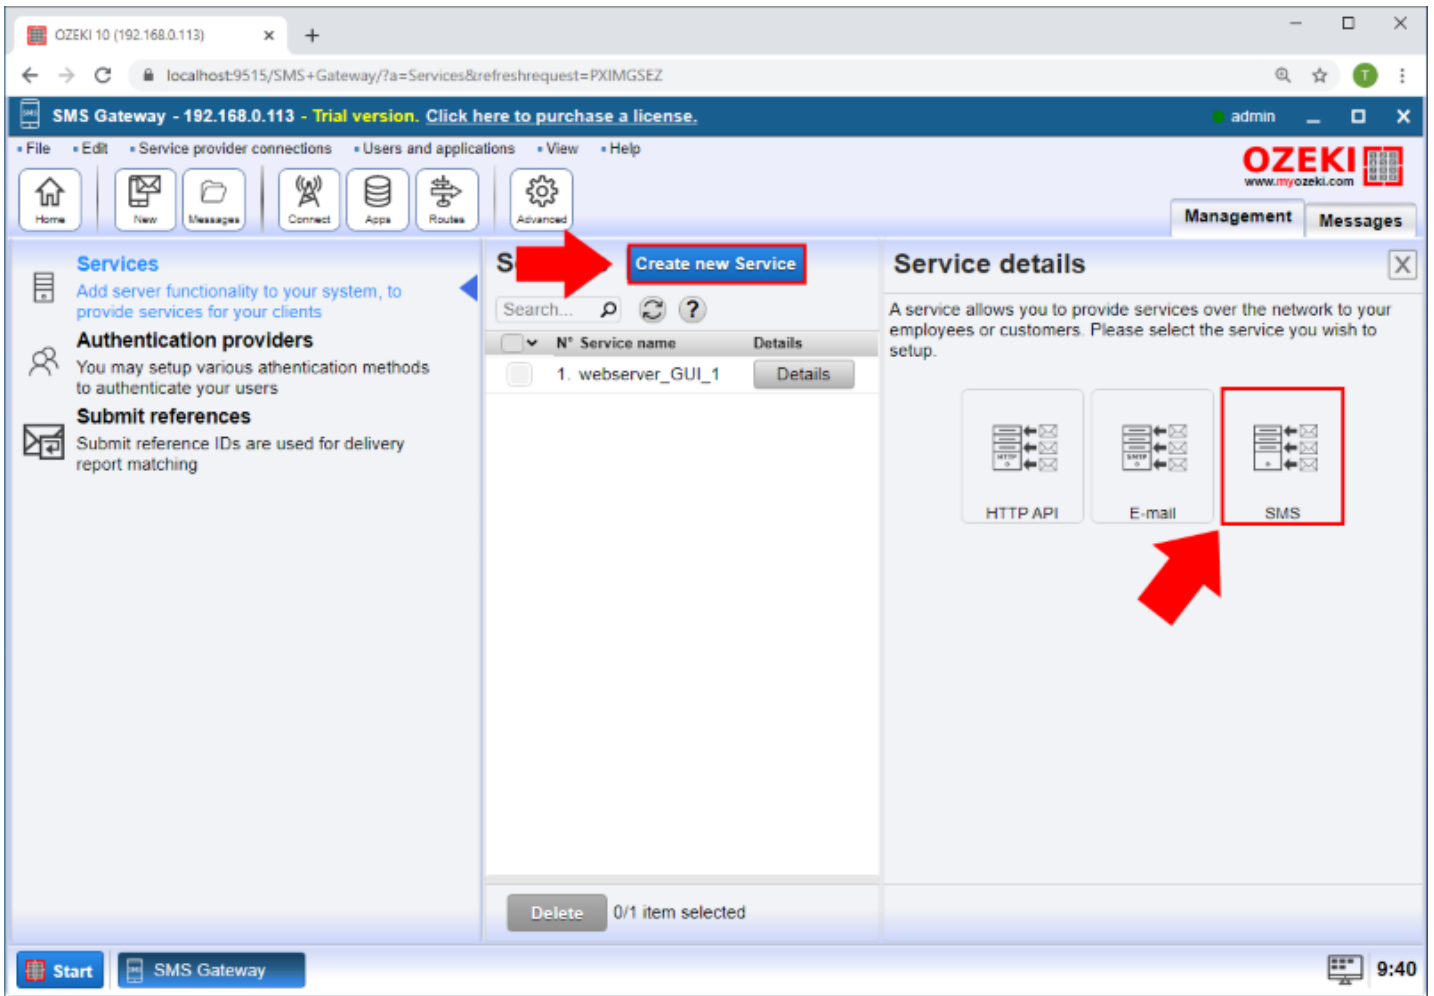 OZEKI 10 (192.168.0.113)
localhost:9515/SMS+Gateway/?a=Services&refreshrequest=PXIMGSEZ
T
SMS Gateway - 192.168.0.113 - Trial version. Click here to purchase a license.
admin
File Edit Service provider connections Users and applications View Help
OZEKI
www.myozeki.com
Home New Messages Connect Apps Routes Advanced
Management Messages
Services
Add server functionality to your system, to
provide services for your clients
Authentication providers
You may setup various athentication methods
to authenticate your users
Submit references
Submit reference IDs are used for delivery
report matching
Create new Service
Search...
?
N° Service name Details
1. webserver_GUI_1 Details
Delete 0/1 item selected
Service details
X
A service allows you to provide services over the network to your
employees or customers. Please select the service you wish to
setup.
HTTP
SMTP
HTTP API E-mail SMS
Start SMS Gateway 9:40